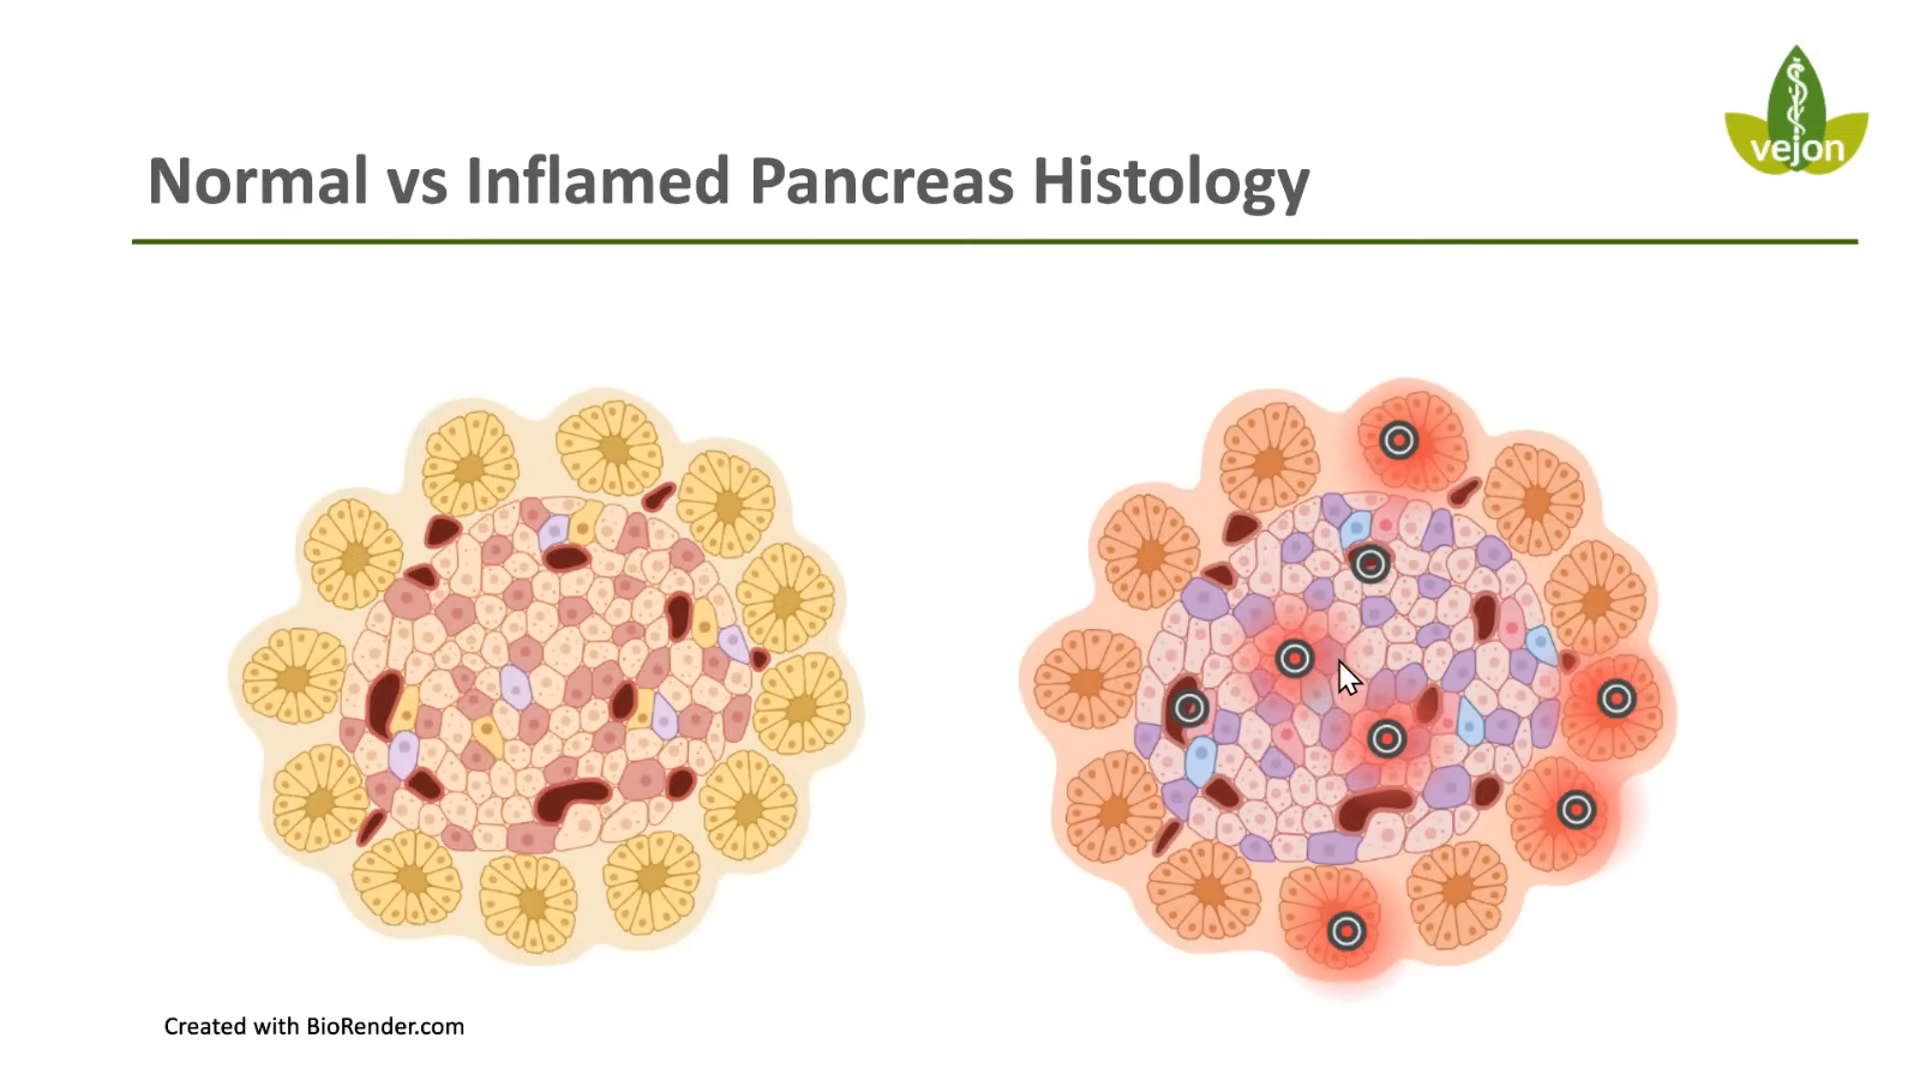 vejon
Normal vs Inflamed Pancreas Histology
Created with BioRender.com